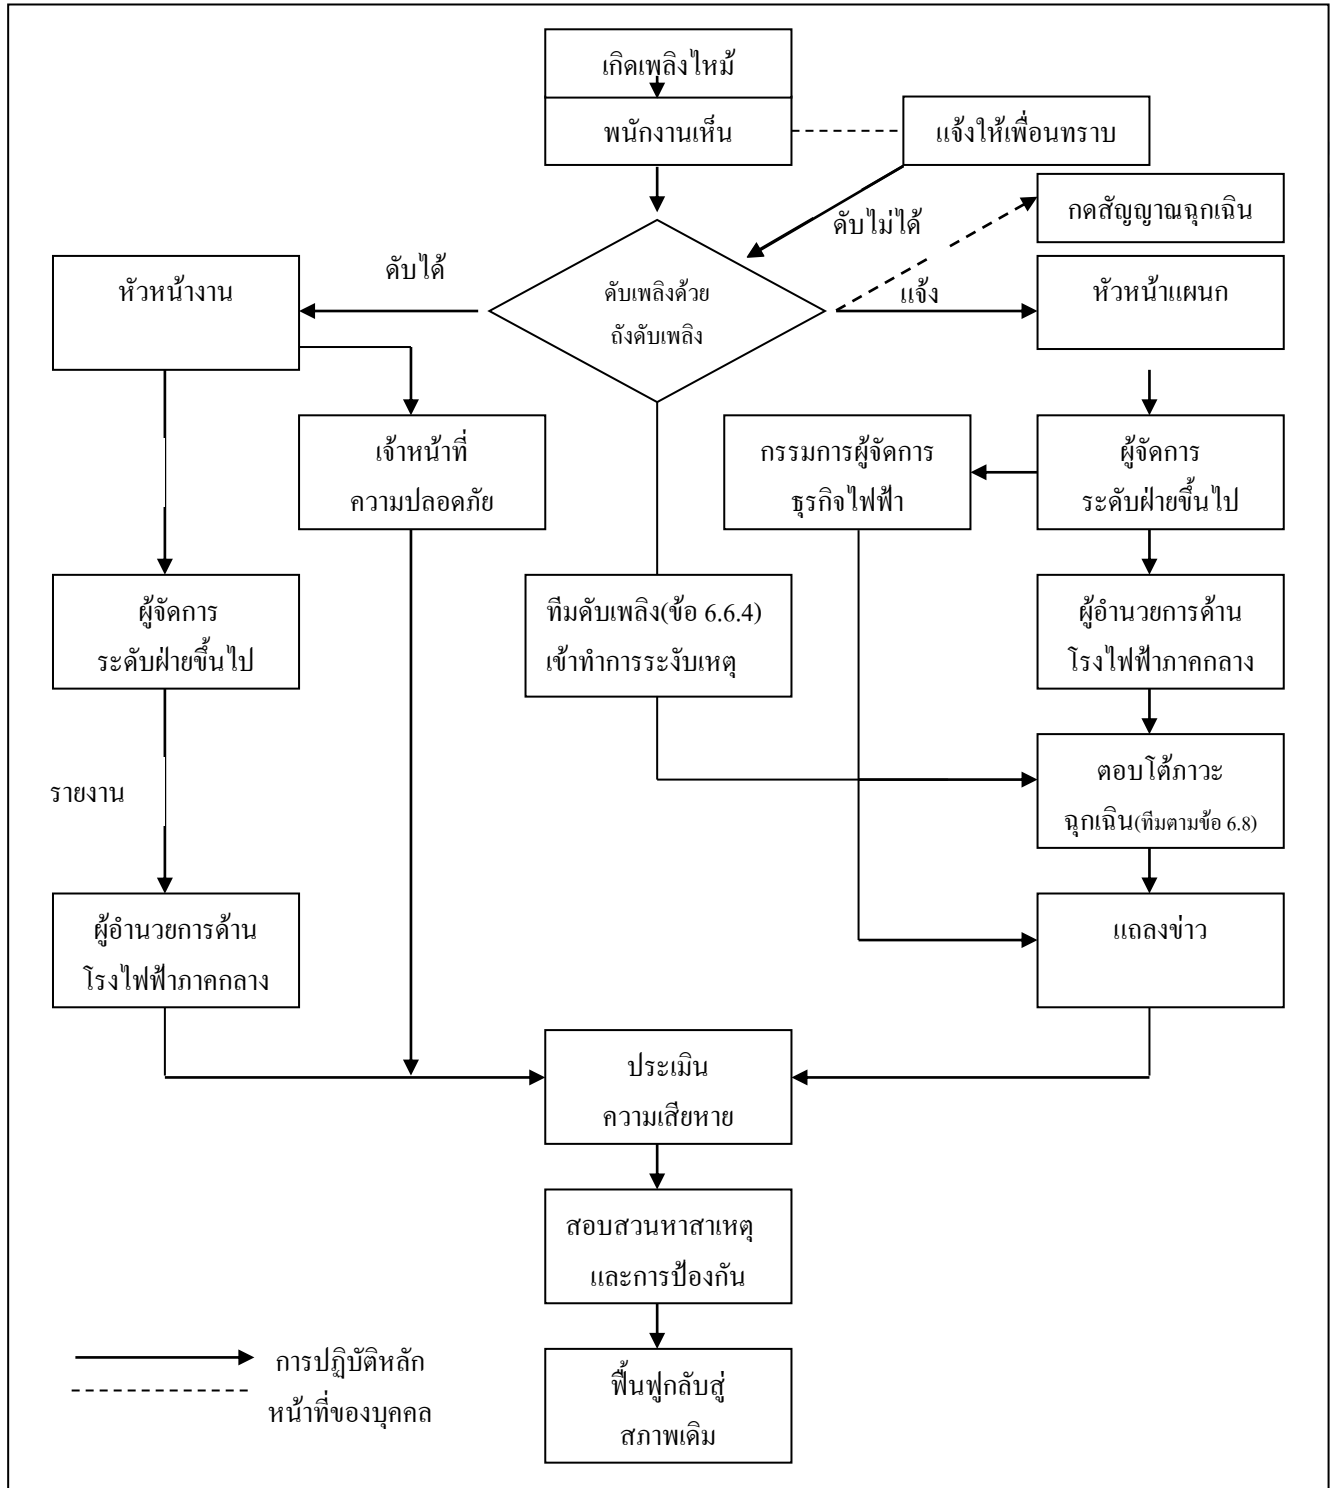 เกิดเพลิงไหม้
พนักงานเห็น
แจ้งให้เพื่อนทราบ
กดสัญญาณฉุกเฉิน
ดับไม่ได้
ดับได้
หัวหน้างาน
ดับเพลิงด้วย
ถังดับเพลิง
แจ้ง
หัวหน้าแผนก
เจ้าหน้าที่
ความปลอดภัย
กรรมการผู้จัดการ
ธุรกิจไฟฟ้า
ผู้จัดการ
ระดับฝ่ายขึ้นไป
ผู้จัดการ
ระดับฝ่ายขึ้นไป
ทีมดับเพลิง(ข้อ 6.6.4)
เข้าทำการระงับเหตุ
ผู้อำนวยการด้าน
โรงไฟฟ้าภาคกลาง
รายงาน
ตอบโต้ภาวะ
ฉุกเฉิน(ทีมตามข้อ 6.8)
ผู้อำนวยการด้าน
โรงไฟฟ้าภาคกลาง
แถลงข่าว
ประเมิน
ความเสียหาย
สอบสวนหาสาเหตุ
และการป้องกัน
การปฏิบัติหลัก
หน้าที่ของบุคคล
ฟื้นฟูกลับสู่
สภาพเดิม